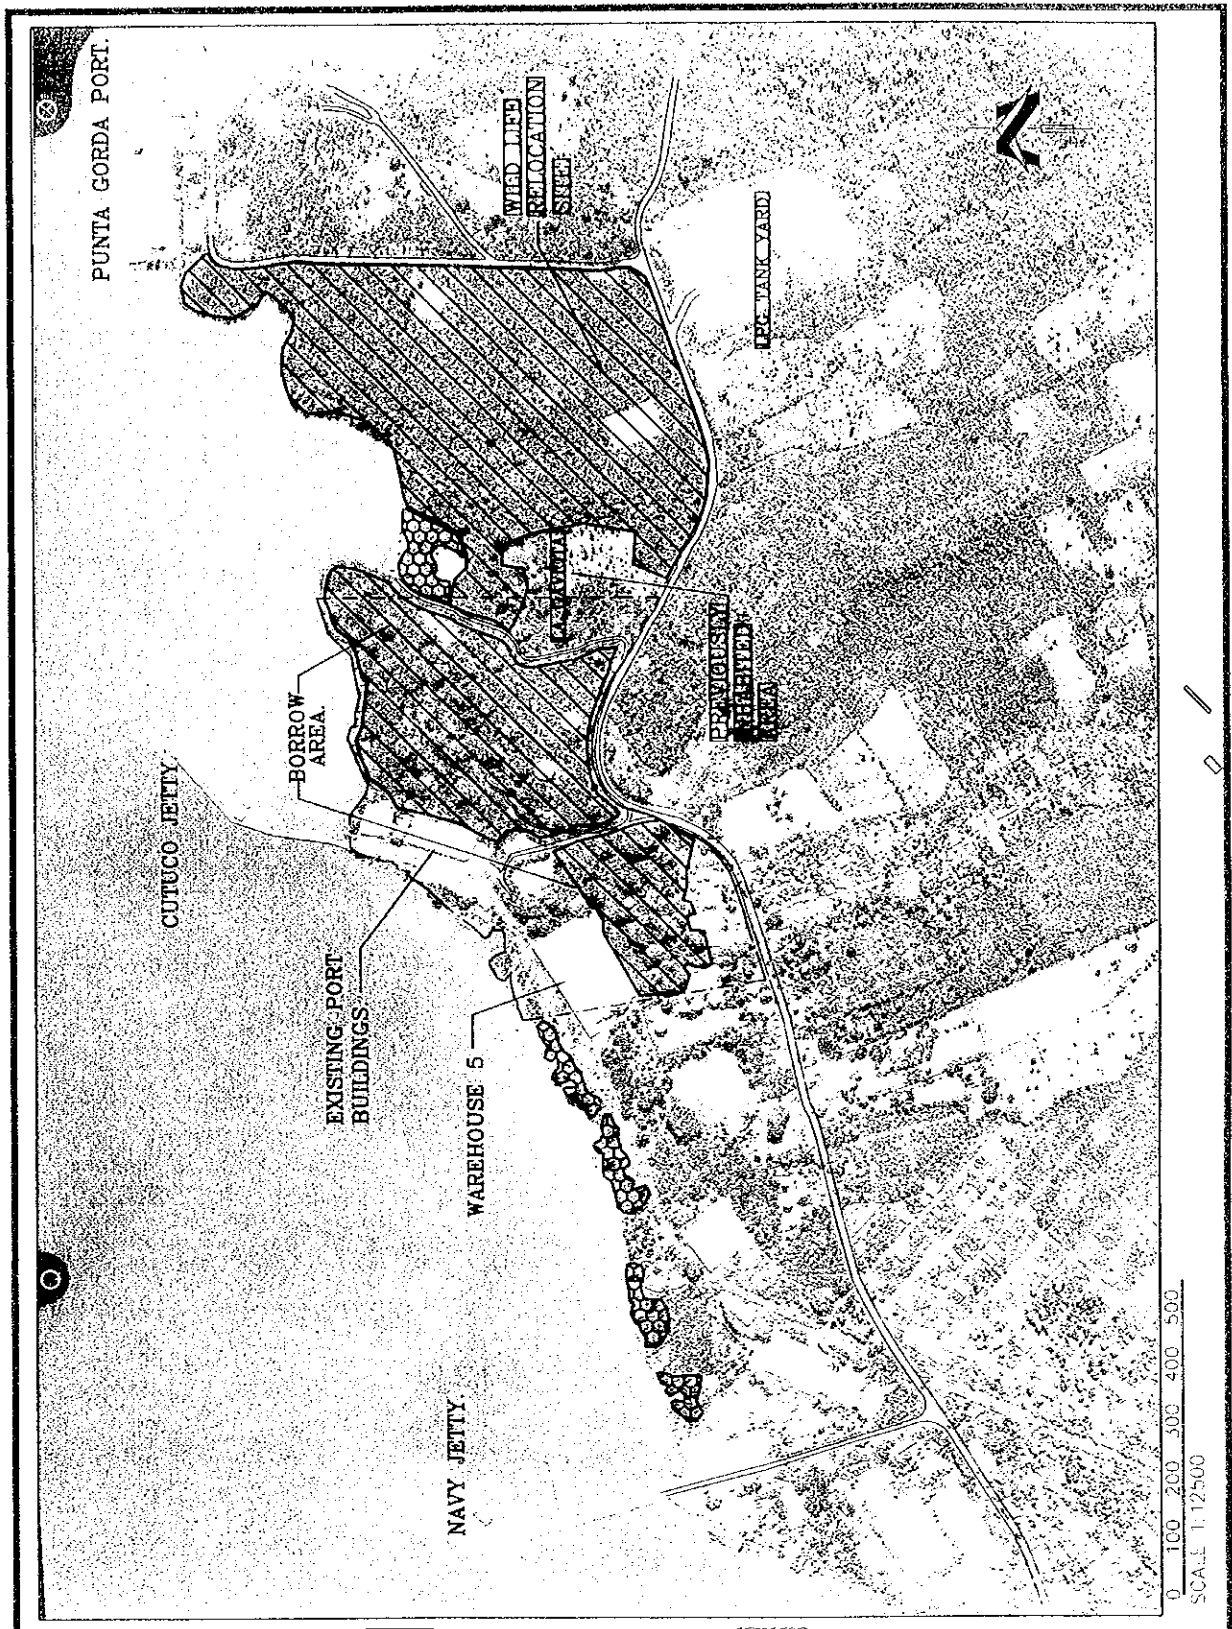 PUNTA GORDA PORT.
WILD LIFE
RELOCATION
LPG TANK YARD
CUTUCO JETTY
BORROW
AREA.
PREVIOUSLY
AREA
EXISTING PORT
BUILDINGS
WAREHOUSE 5
NAVY JETTY.
0 100 200 300 400 500
SCALE 1:12500